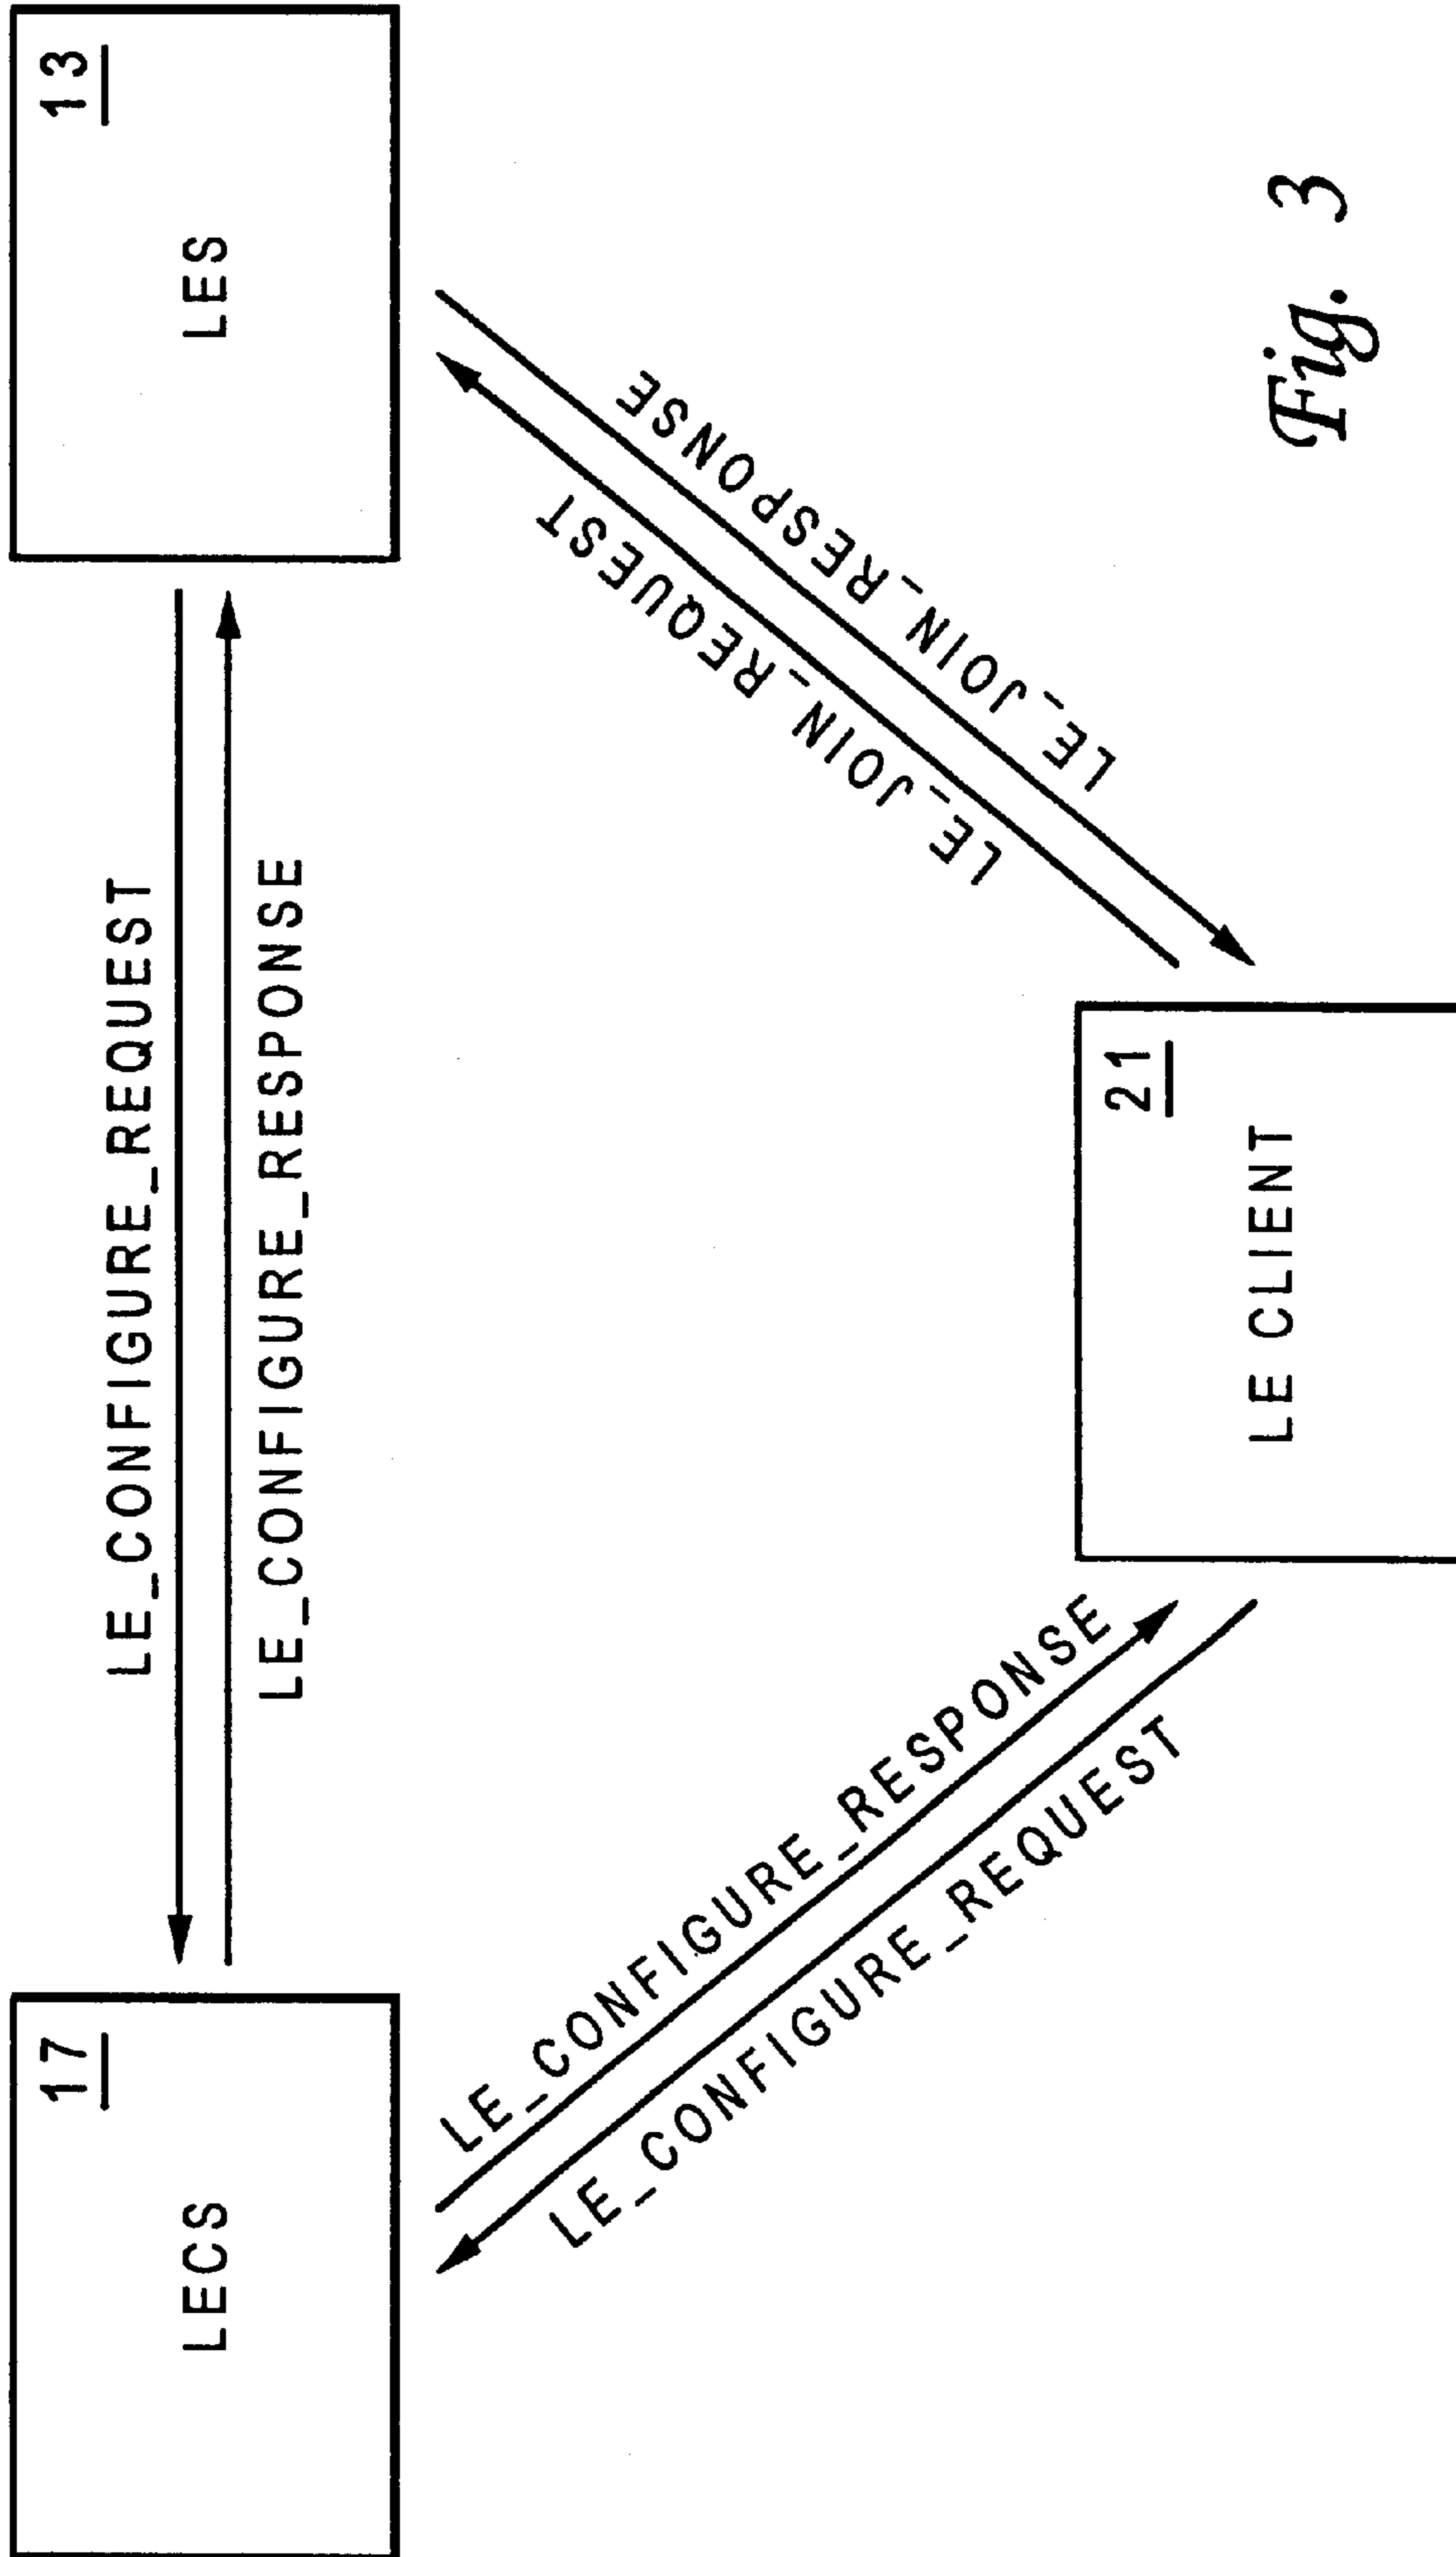 17
LECS
LE_CONFIGURE_REQUEST
LE_CONFIGURE_RESPONSE
13
LES
LE_CONFIGURE_RESPONSE
LE_CONFIGURE_REQUEST
LE_JOIN_REQUEST
LE_JOIN_RESPONSE
21
LE CLIENT
Fig. 3